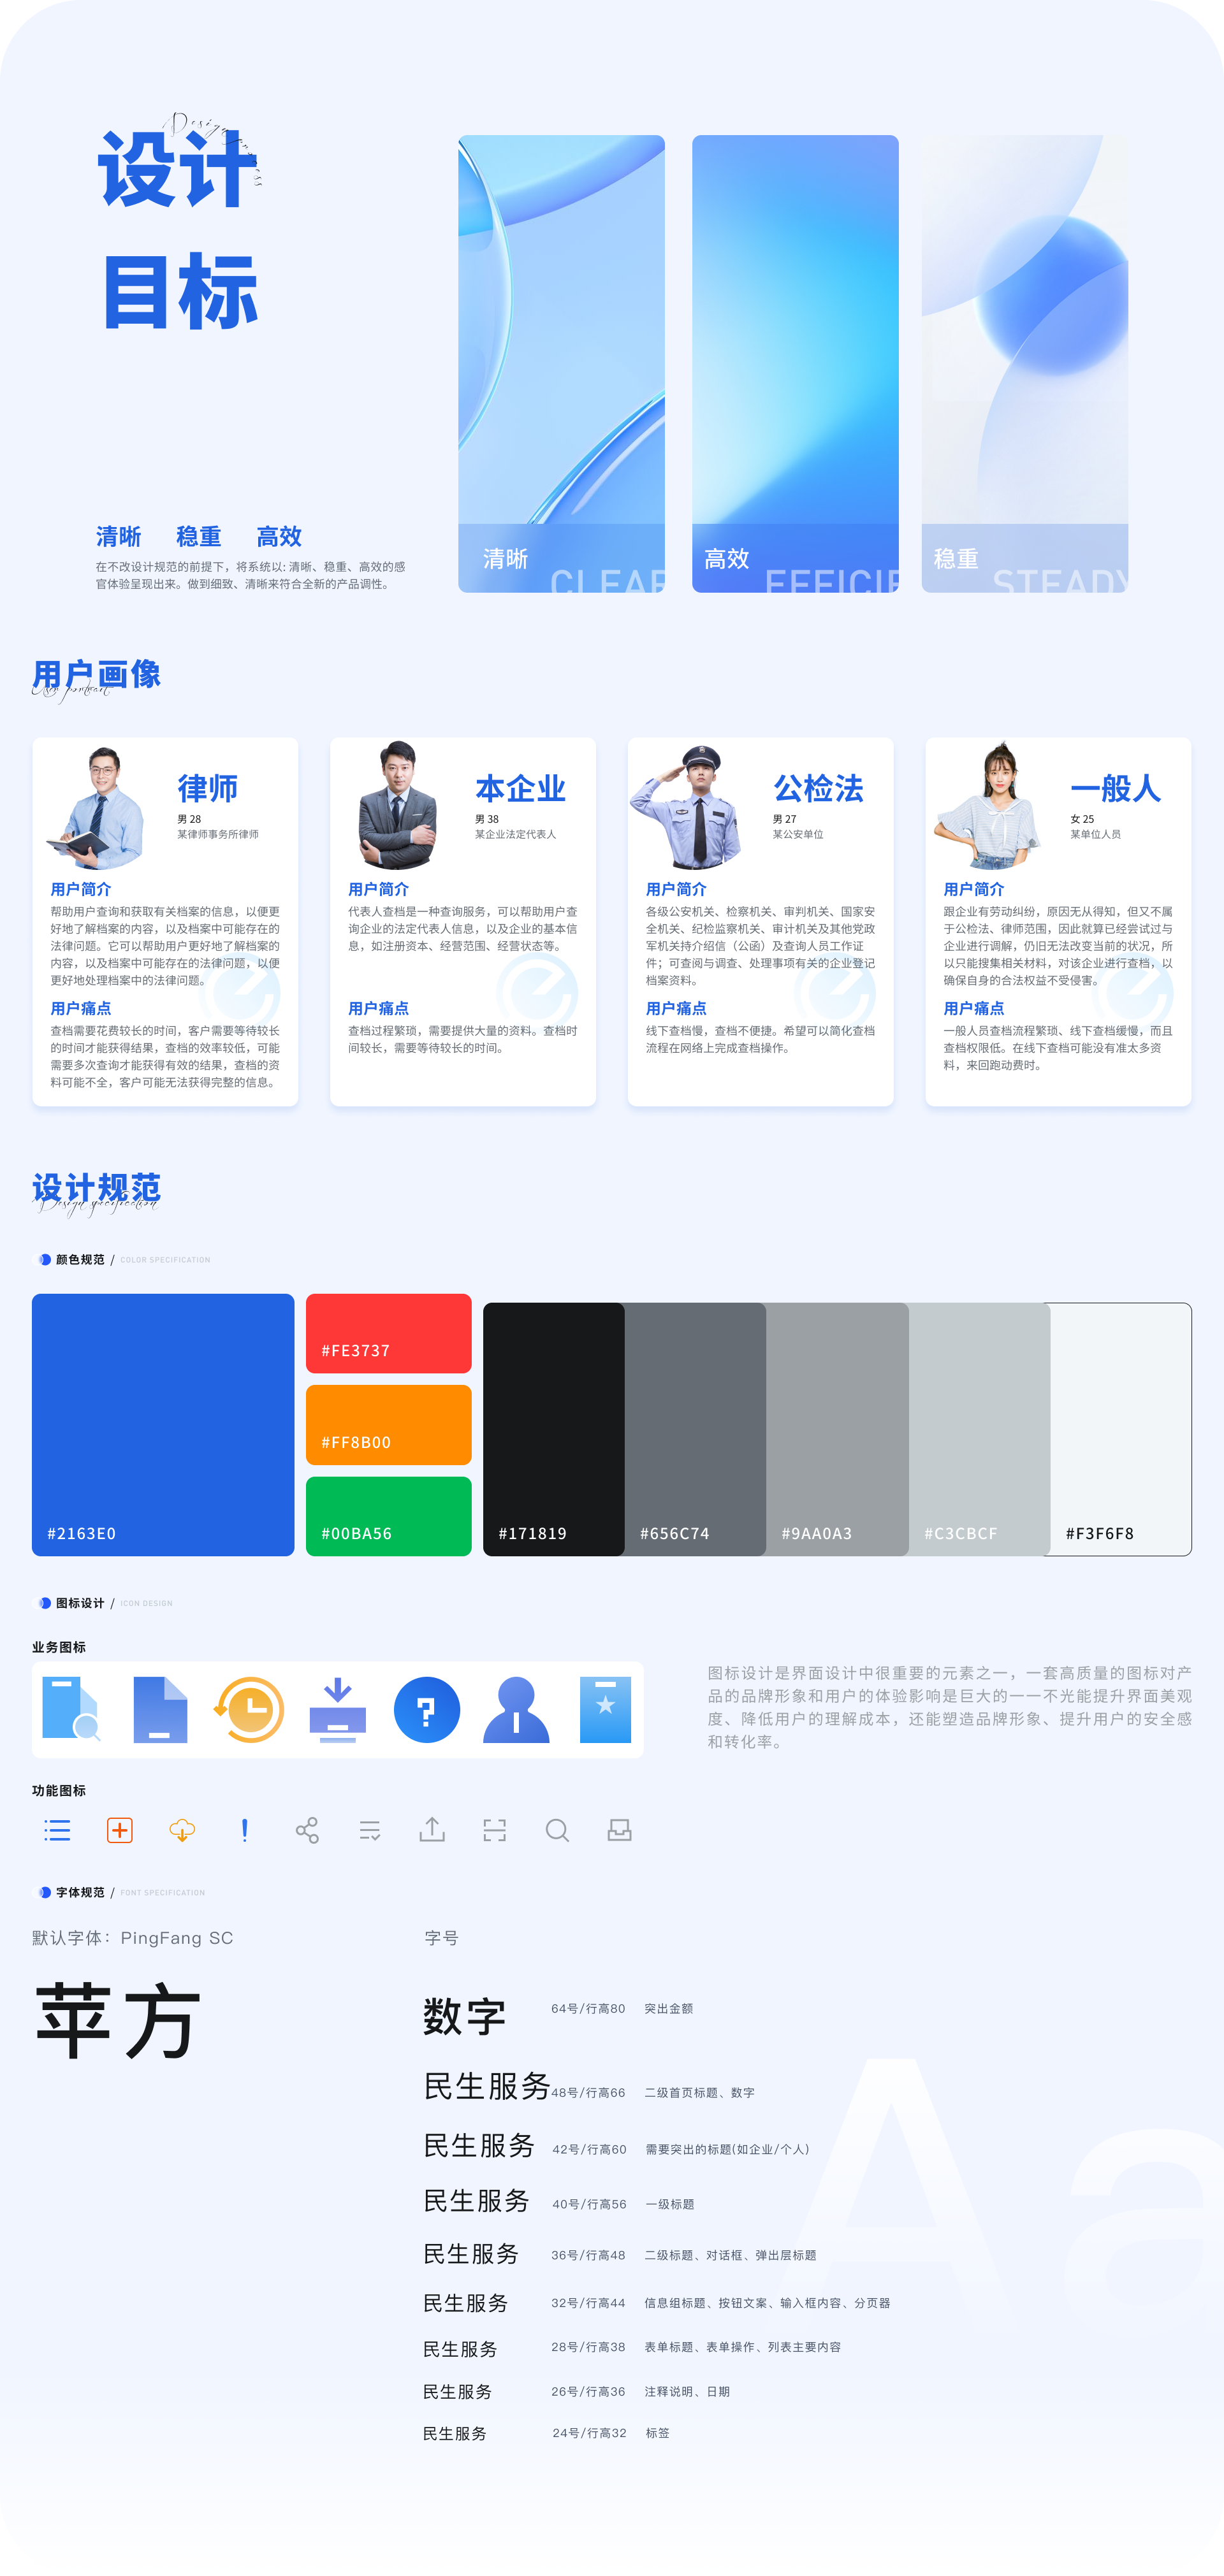 Design process
设计
目标
清晰 稳重 高效
在不改设计规范的前提下，将系统以: 清晰、稳重、高效的感
官体验呈现出来。做到细致、清晰来符合全新的产品调性。
清晰
CLEAR
高效
EFFICIE
稳重
STEADY
用户画像
User portrait
律师
男 28
某律师事务所律师
用户简介
帮助用户查询和获取有关档案的信息，以便更
好地了解档案的内容，以及档案中可能存在的
法律问题。它可以帮助用户更好地了解档案的
内容，以及档案中可能存在的法律问题，以便
更好地处理档案中的法律问题。
用户痛点
查档需要花费较长的时间，客户需要等待较长
的时间才能获得结果，查档的效率较低，可能
需要多次查询才能获得有效的结果，查档的资
料可能不全，客户可能无法获得完整的信息。
本企业
男 38
某企业法定代表人
用户简介
代表人查档是一种查询服务，可以帮助用户查
询企业的法定代表人信息，以及企业的基本信
息，如注册资本、经营范围、经营状态等。
用户痛点
查档过程繁琐，需要提供大量的资料。查档时
间较长，需要等待较长的时间。
公检法
男 27
某公安单位
用户简介
各级公安机关、检察机关、审判机关、国家安
全机关、纪检监察机关、审计机关及其他党政
军机关持介绍信（公函）及查询人员工作证
件；可查阅与调查、处理事项有关的企业登记
档案资料。
用户痛点
线下查档慢，查档不便捷。希望可以简化查档
流程在网络上完成查档操作。
一般人
女 25
某单位人员
用户简介
跟企业有劳动纠纷，原因无从得知，但又不属
于公检法、律师范围，因此就算已经尝试过与
企业进行调解，仍旧无法改变当前的状况，所
以只能搜集相关材料，对该企业进行查档，以
确保自身的合法权益不受侵害。
用户痛点
一般人员查档流程繁琐、线下查档缓慢，而且
查档权限低。在线下查档可能没有准太多资
料，来回跑动费时。
设计规范
Design specification
颜色规范 / COLOR SPECIFICATION
#2163E0
#FE3737
#FF8B00
#00BA56
#171819
#656C74
#9AA0A3
#C3CBCF
#F3F6F8
图标设计 / ICON DESIGN
业务图标
图标设计是界面设计中很重要的元素之一，一套高质量的图标对产
品的品牌形象和用户的体验影响是巨大的一一不光能提升界面美观
度、降低用户的理解成本，还能塑造品牌形象、提升用户的安全感
和转化率。
功能图标
字体规范 / FONT SPECIFICATION
默认字体：PingFang SC
苹方
字号
数字 64号/行高80 突出金额
民生服务 48号/行高66 二级首页标题、数字
民生服务 42号/行高60 需要突出的标题(如企业/个人)
民生服务 40号/行高56 一级标题
民生服务 36号/行高48 二级标题、对话框、弹出层标题
民生服务 32号/行高44 信息组标题、按钮文案、输入框内容、分页器
民生服务 28号/行高38 表单标题、表单操作、列表主要内容
民生服务 26号/行高36 注释说明、日期
民生服务 24号/行高32 标签
Aa